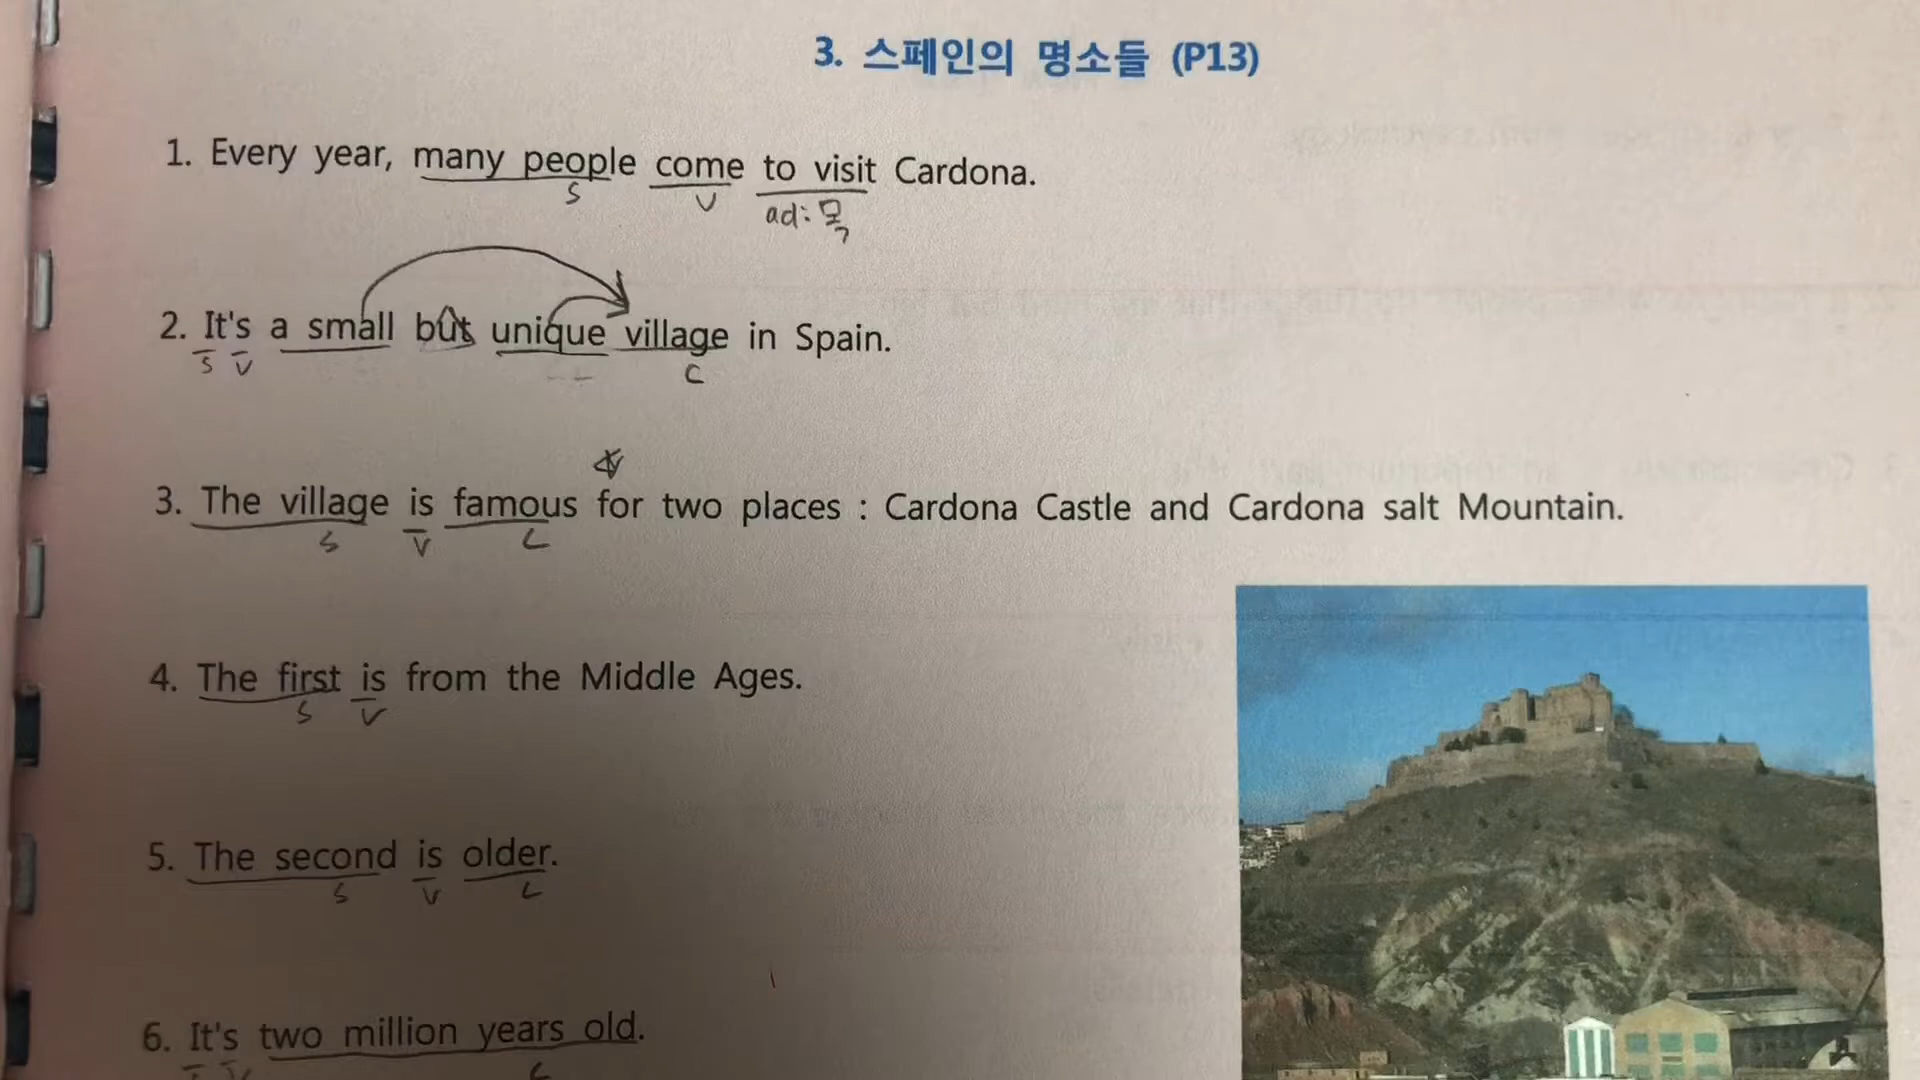 3. 스페인의 명소들 (P13)
1. Every year, many people come to visit Cardona.
S V ad: 목
2. It's a small but unique village in Spain.
S V C
3. The village is famous for two places : Cardona Castle and Cardona salt Mountain.
S V C
4. The first is from the Middle Ages.
S V
5. The second is older.
S V C
6. It's two million years old.